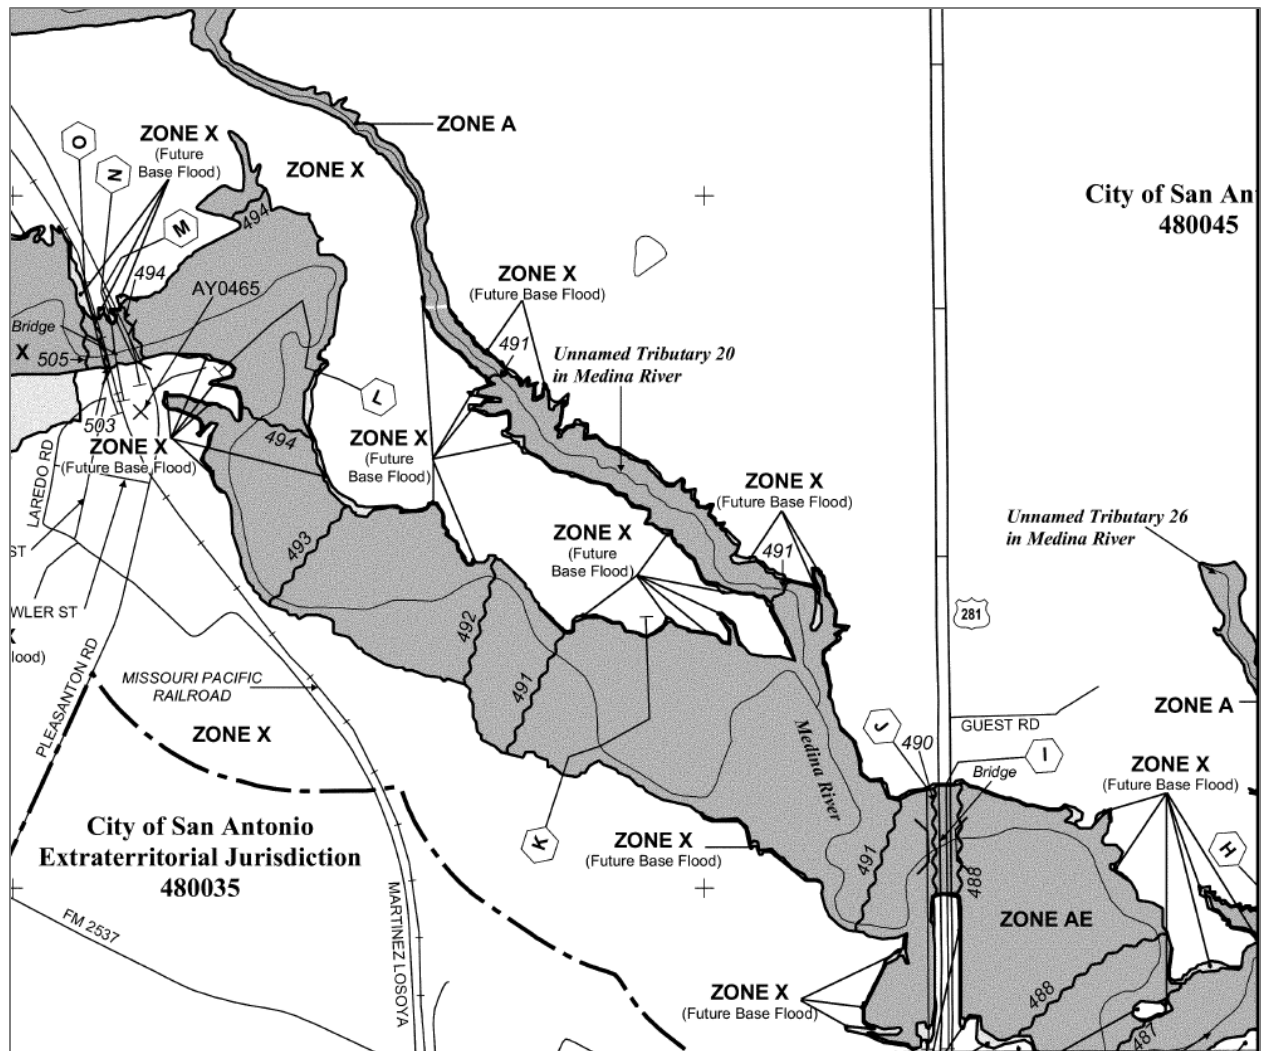 ZONE A
O
N
ZONE X
(Future
Base Flood)
ZONE X
M
494
494
AY0465
City of San An
480045
ZONE X
(Future Base Flood)
Bridge
X
505
491
Unnamed Tributary 20
in Medina River
L
503
494
ZONE X
(Future Base Flood)
ZONE X
(Future
Base Flood)
LAREDO RD
ZONE X
(Future Base Flood)
Unnamed Tributary 26
in Medina River
493
ZONE X
(Future
Base Flood)
491
ST
WLER ST
lood)
281
492
491
PLEASANTON RD
MISSOURI PACIFIC
RAILROAD
ZONE X
ZONE A
GUEST RD
J
490
I
Bridge
Medina River
ZONE X
(Future Base Flood)
City of San Antonio
Extraterritorial Jurisdiction
480035
K
ZONE X
(Future Base Flood)
H
491
488
ZONE AE
FM 2537
MARTINEZ LOSOYA
ZONE X
(Future Base Flood)
488
487